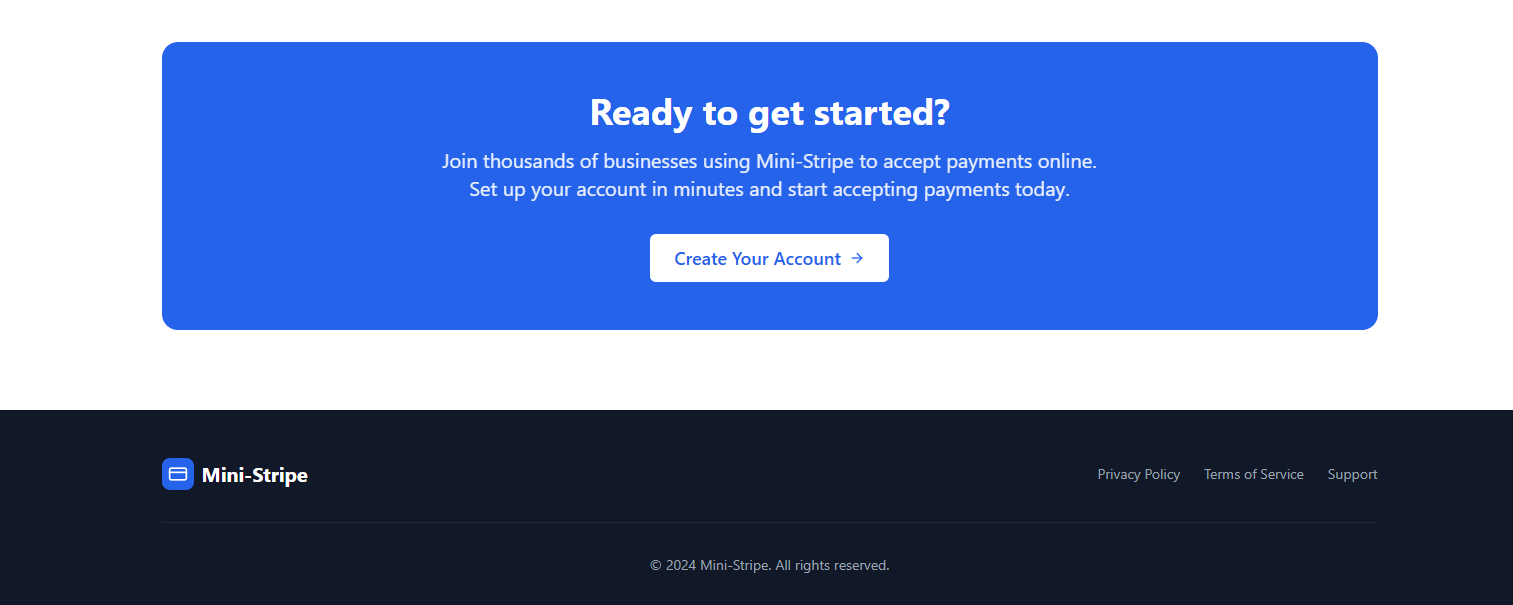 Ready to get started?
Join thousands of businesses using Mini-Stripe to accept payments online.
Set up your account in minutes and start accepting payments today.
Create Your Account →
Mini-Stripe
Privacy Policy Terms of Service Support
© 2024 Mini-Stripe. All rights reserved.